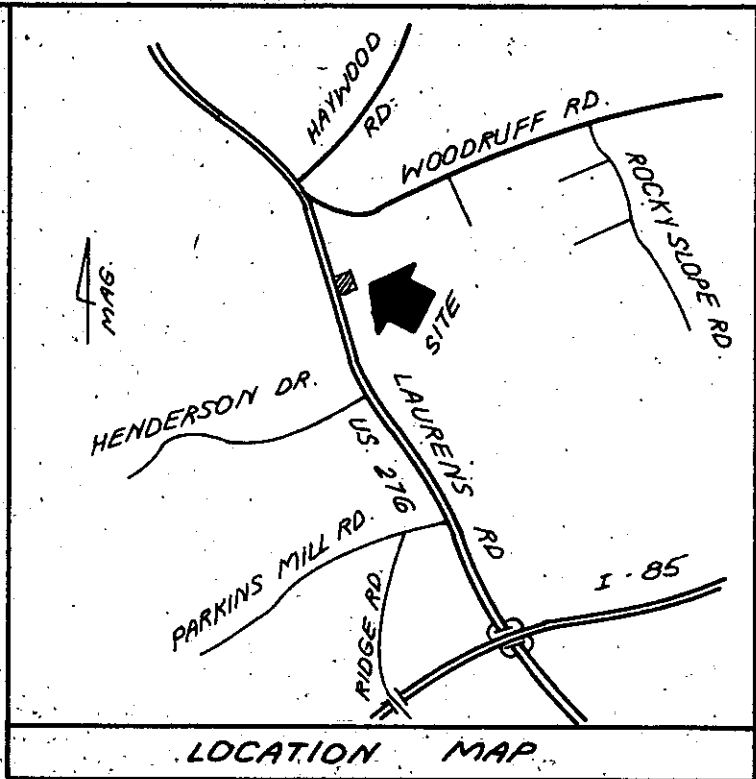 HAYWOOD
RD.
WOODRUFF RD.
ROCKY SLOPE RD.
MAG.
SITE
HENDERSON DR.
LAURENS RD
US. 276
PARKINS MILL RD.
RIDGE RD.
I-85
LOCATION MAP